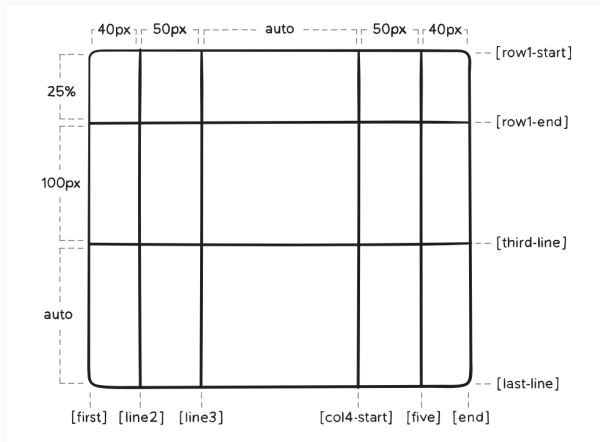 40px 50px auto 50px 40px
[row1-start]
25%
[row1-end]
100px
[third-line]
auto
[last-line]
[first] [line2] [line3] [col4-start] [five] [end]